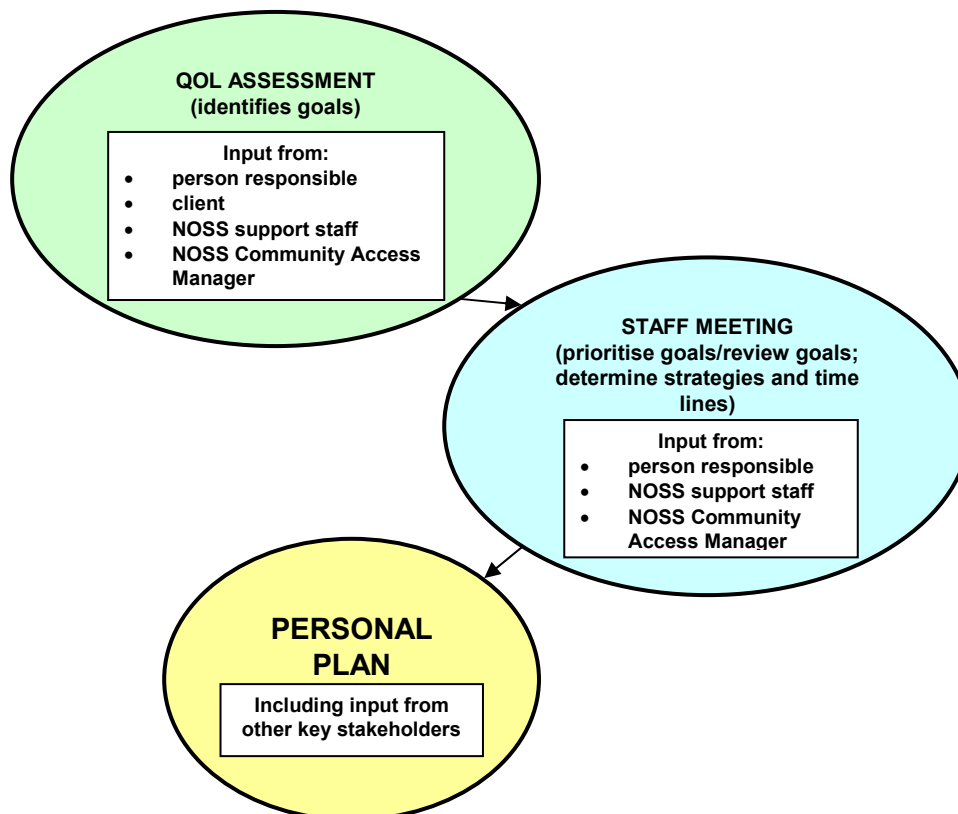 QOL ASSESSMENT
(identifies goals)
Input from:
• person responsible
• client
• NOSS support staff
• NOSS Community Access
Manager
STAFF MEETING
(prioritise goals/review goals;
determine strategies and time
lines)
Input from:
• person responsible
• NOSS support staff
• NOSS Community
Access Manager
PERSONAL
PLAN
Including input from
other key stakeholders